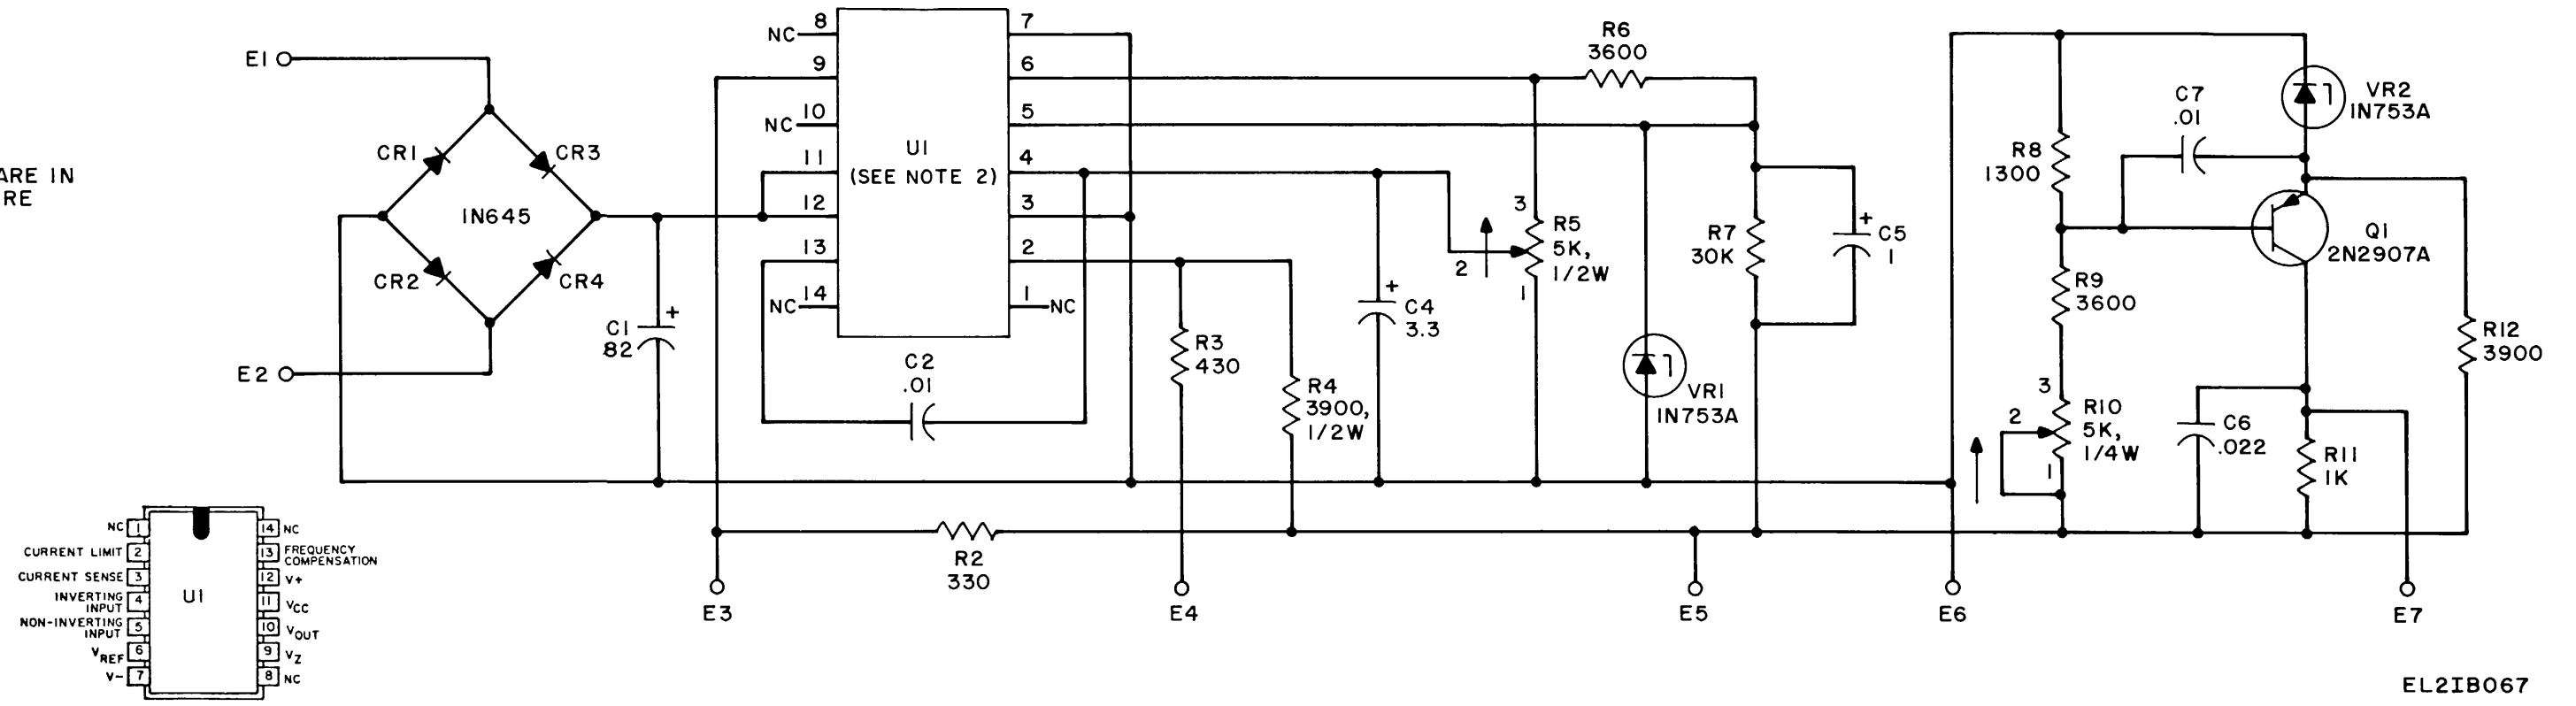 ARE IN
RE
E1
E2
CR1
CR3
CR2
CR4
1N645
C1
82
+
NC
8
9
NC
10
11
12
13
NC
14
U1
(SEE NOTE 2)
7
6
5
4
3
2
1
NC
C2
.01
R2
330
R3
430
R4
3900,
1/2W
+
C4
3.3
R5
5K,
1/2W
3
2
1
R6
3600
R7
30K
+
C5
1
VR1
1N753A
R8
1300
R9
3600
3
2
1
R10
5K,
1/4W
C7
.01
VR2
1N753A
Q1
2N2907A
R12
3900
C6
.022
R11
1K
E3
E4
E5
E6
E7
NC 1
CURRENT LIMIT 2
CURRENT SENSE 3
INVERTING
INPUT 4
NON-INVERTING
INPUT 5
VREF 6
V- 7
U1
14 NC
13 FREQUENCY
COMPENSATION
12 V+
11 VCC
10 VOUT
9 VZ
8 NC
EL2IB067